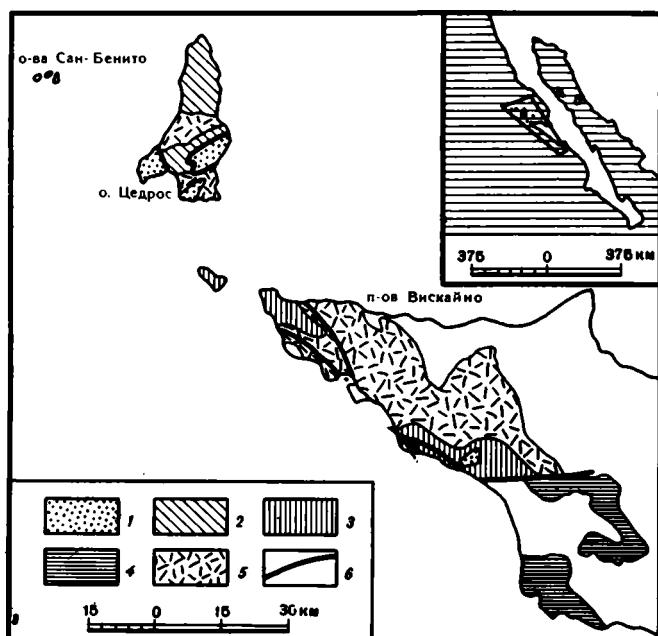 о-ва Сан-Бенито
о. Цедрос
375 0 375 км
п-ов Вискайно
1 2 3
4 5 6
15 0 15 30 км